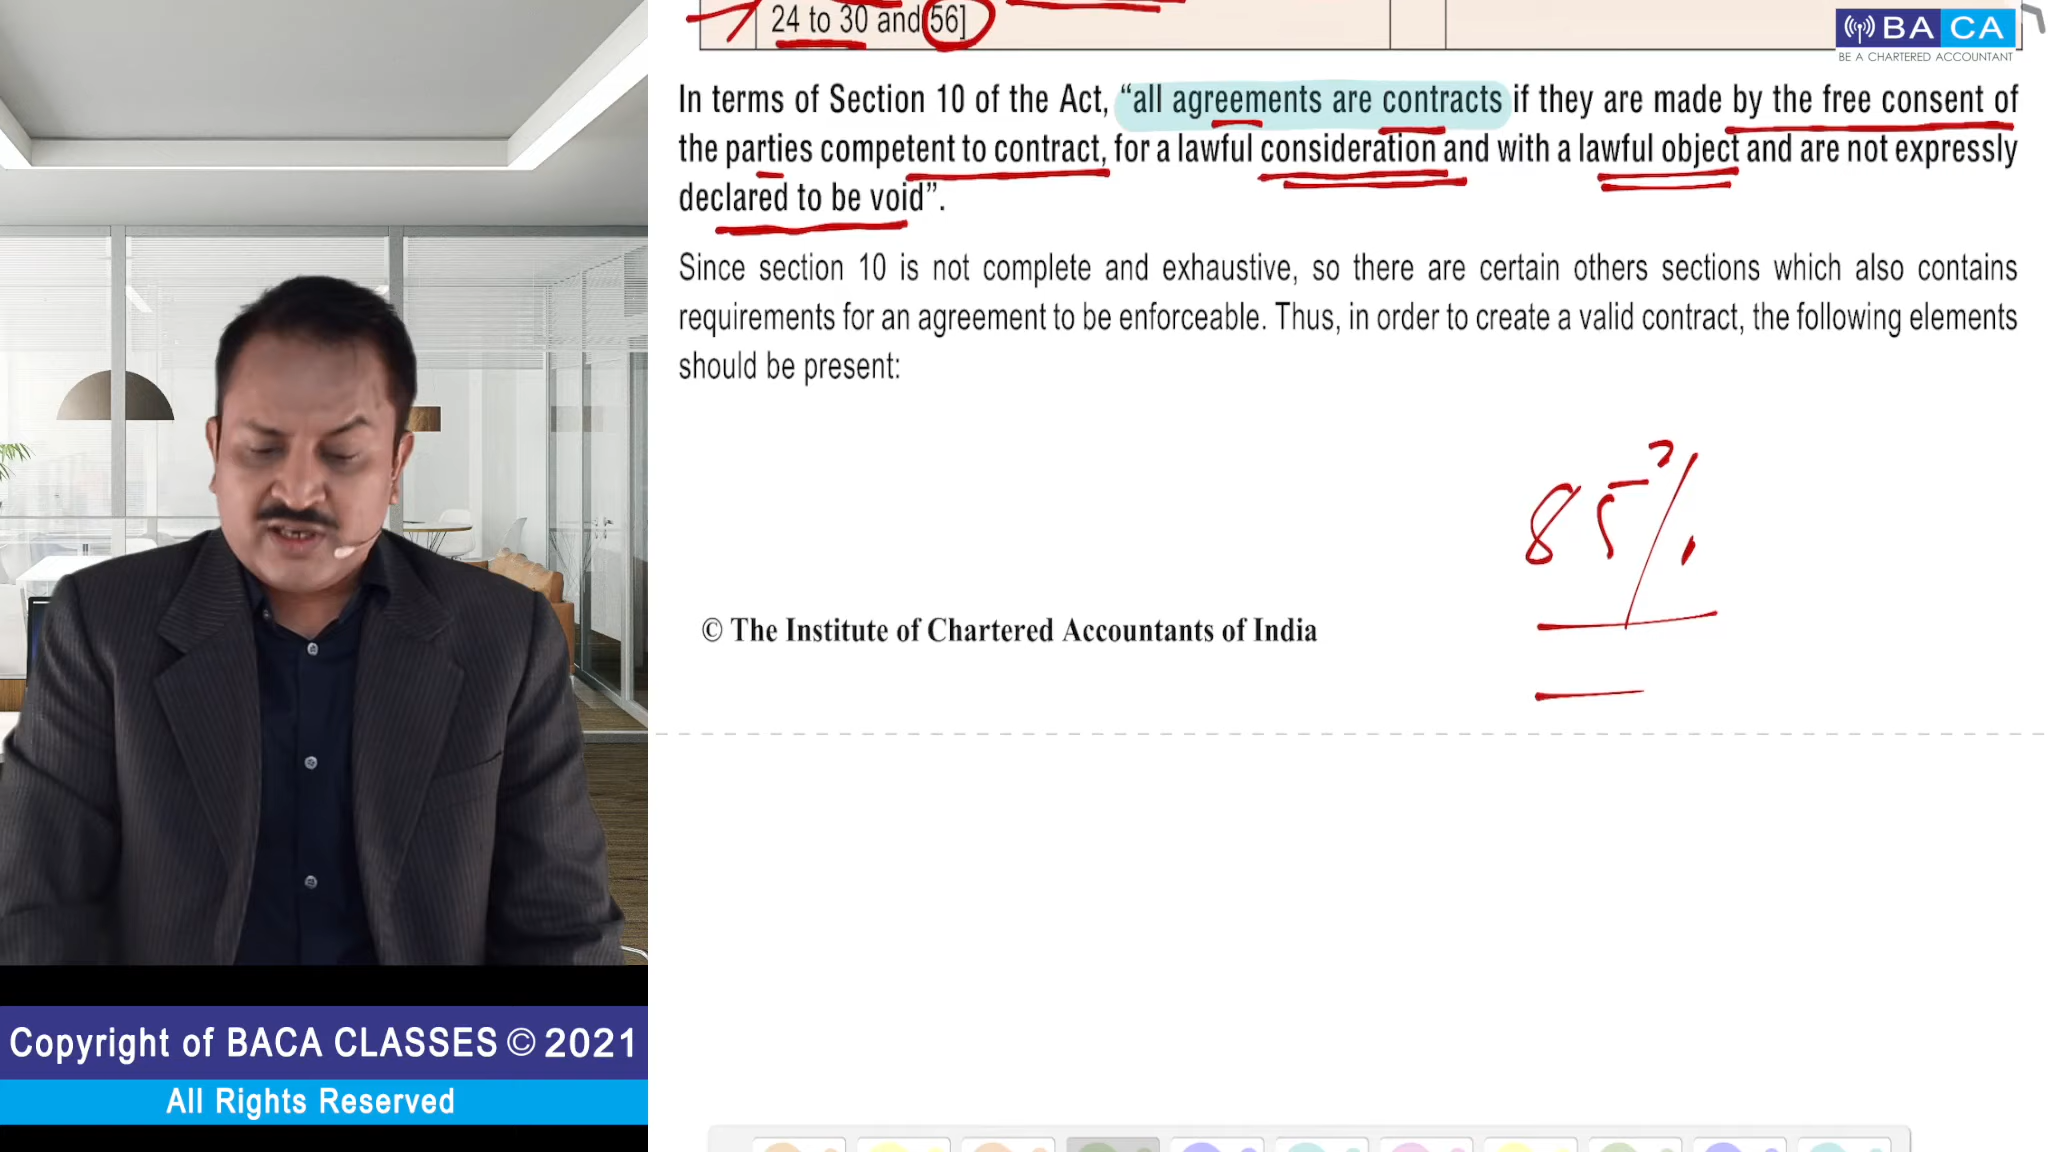 24 to 30 and 56]
BA CA
BE A CHARTERED ACCOUNTANT
In terms of Section 10 of the Act, “all agreements are contracts if they are made by the free consent of
the parties competent to contract, for a lawful consideration and with a lawful object and are not expressly
declared to be void”.
Since section 10 is not complete and exhaustive, so there are certain others sections which also contains
requirements for an agreement to be enforceable. Thus, in order to create a valid contract, the following elements
should be present:
85%
© The Institute of Chartered Accountants of India
Copyright of BACA CLASSES © 2021
All Rights Reserved